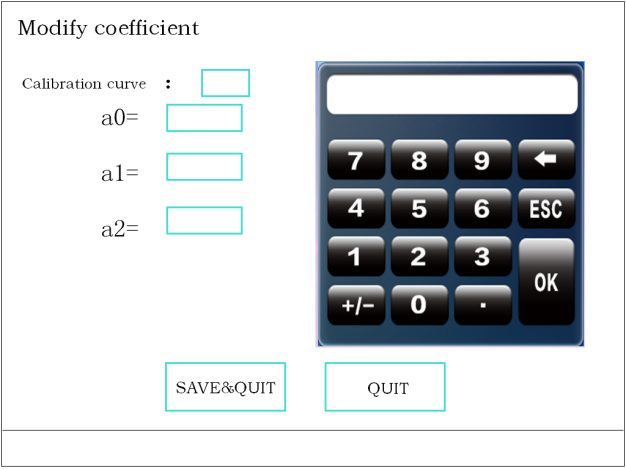 Modify coefficient
Calibration curve :
a0=
a1=
a2=
7 8 9
4 5 6 ESC
1 2 3
OK
+/− 0 .
SAVE&QUIT QUIT